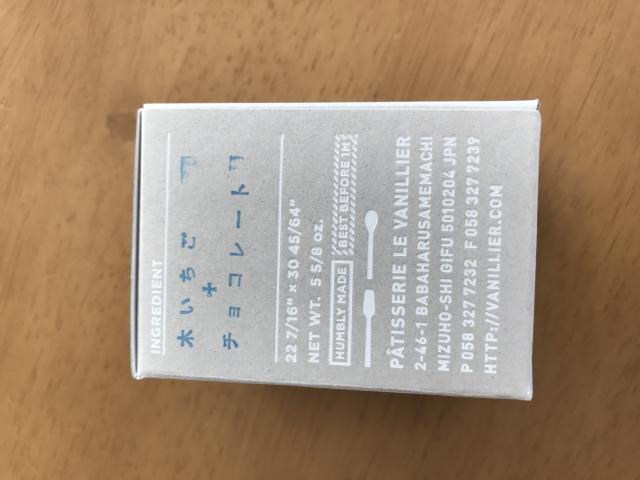 INGREDIENT
木いちご
+
チョコレート
22 7/16" × 30 45/64"
NET WT. 5 5/8 oz.
HUMBLY MADE BEST BEFORE 1M
PÂTISSERIE LE VANILLIER
2-46-1 BABAHARUSAMEMACHI
MIZUHO-SHI GIFU 5010204 JPN
P 058 327 7232 F 058 327 7239
HTTP://VANILLIER.COM